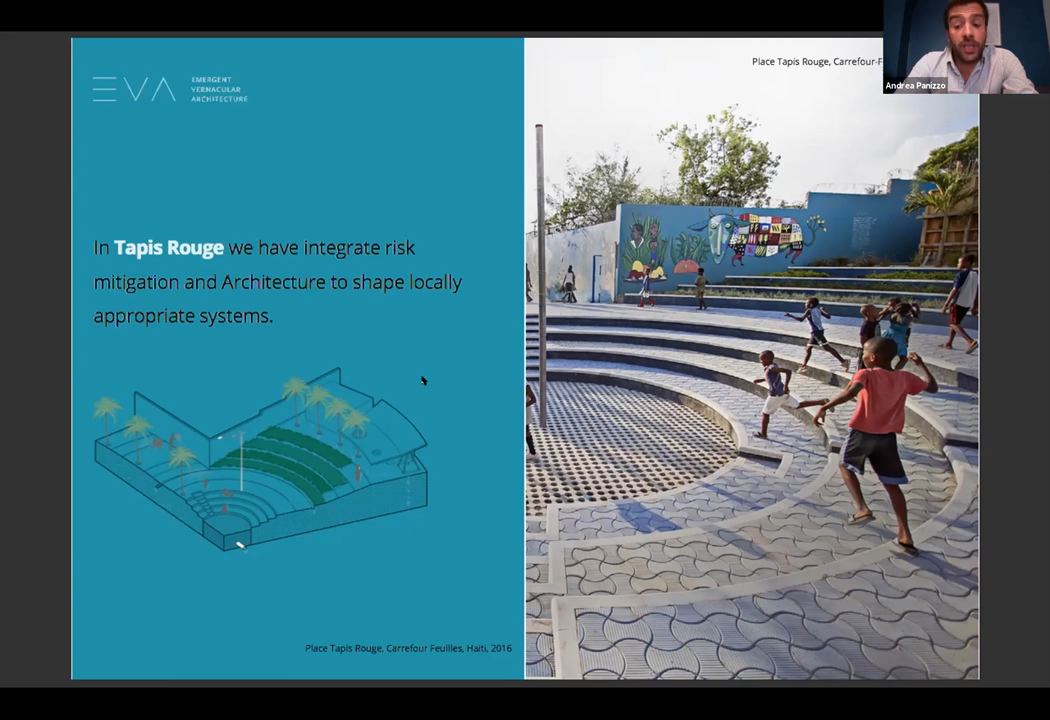 EVA EMERGENT
VERNACULAR
ARCHITECTURE
Place Tapis Rouge, Carrefour-F
Andrea Panizzo
In Tapis Rouge we have integrate risk
mitigation and Architecture to shape locally
appropriate systems.
Place Tapis Rouge, Carrefour Feuilles, Haiti, 2016